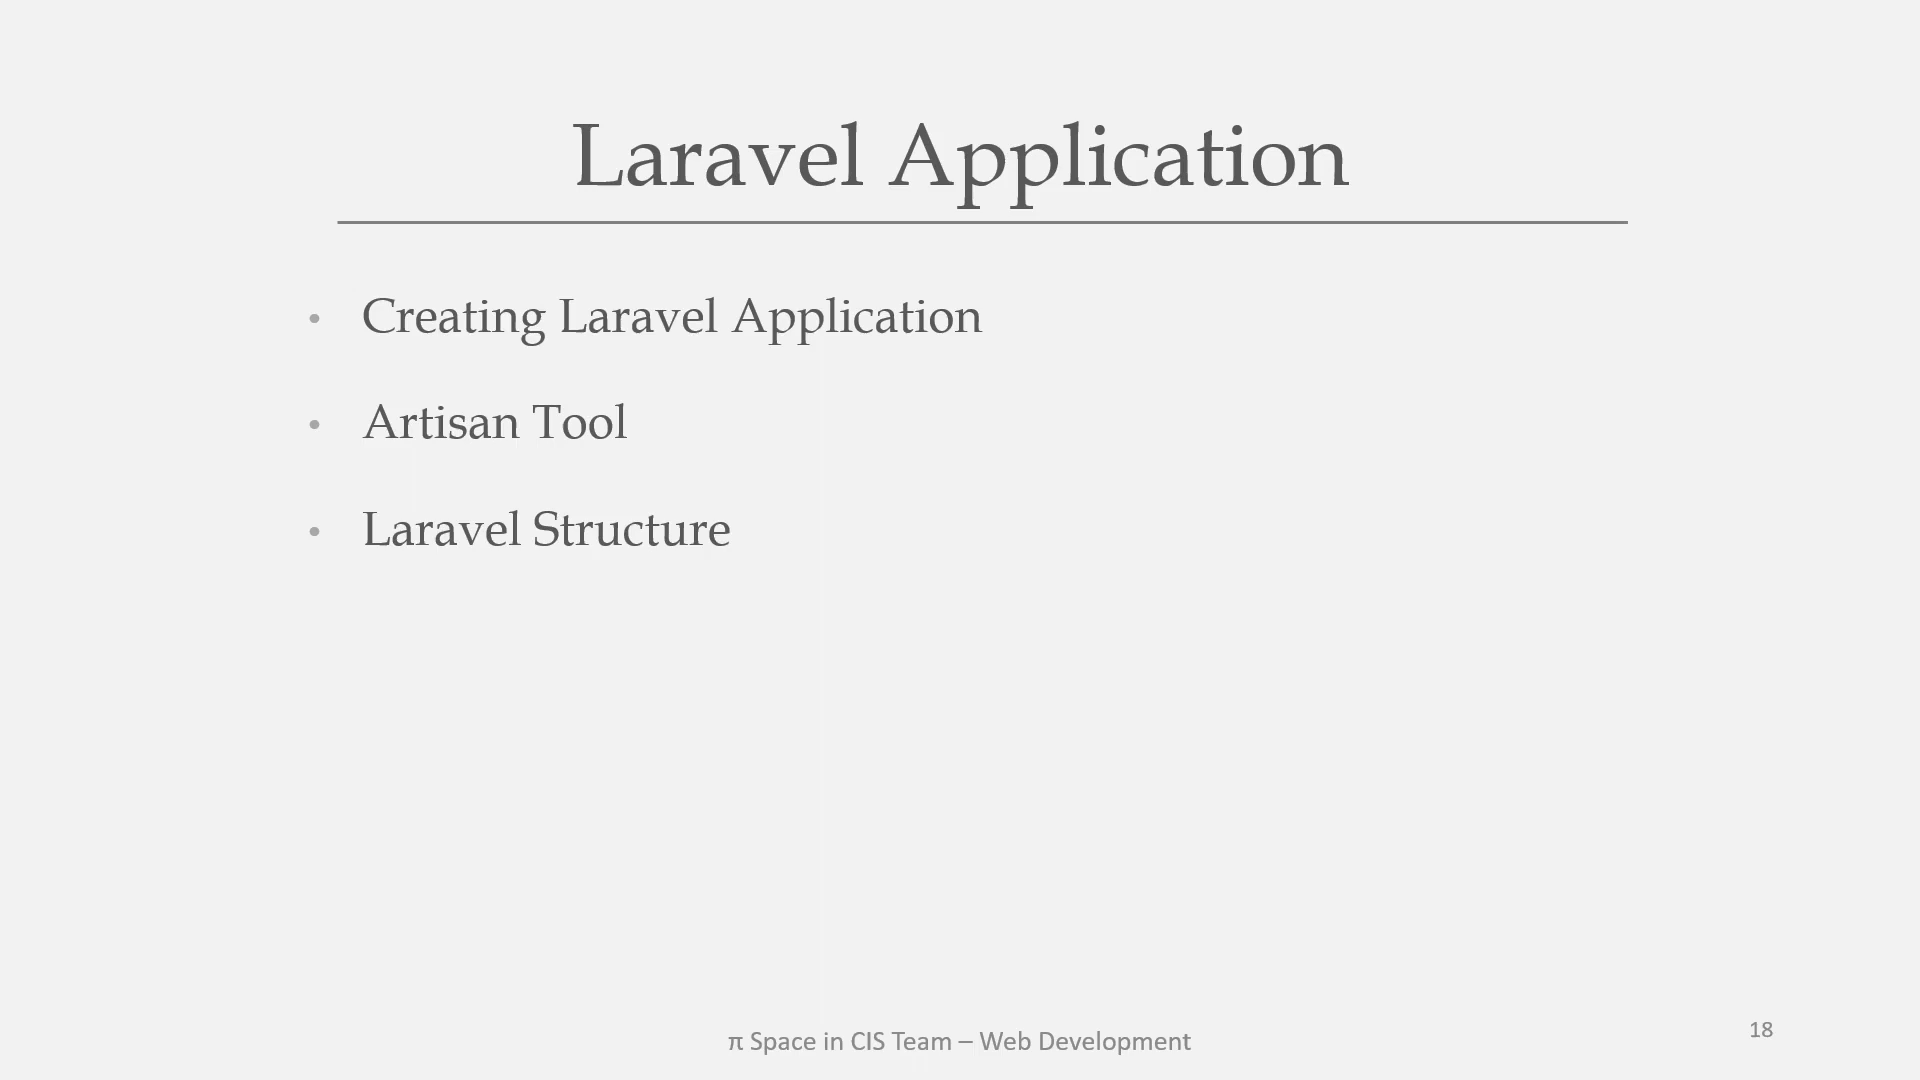 Laravel Application
• Creating Laravel Application
• Artisan Tool
• Laravel Structure
π Space in CIS Team – Web Development
18